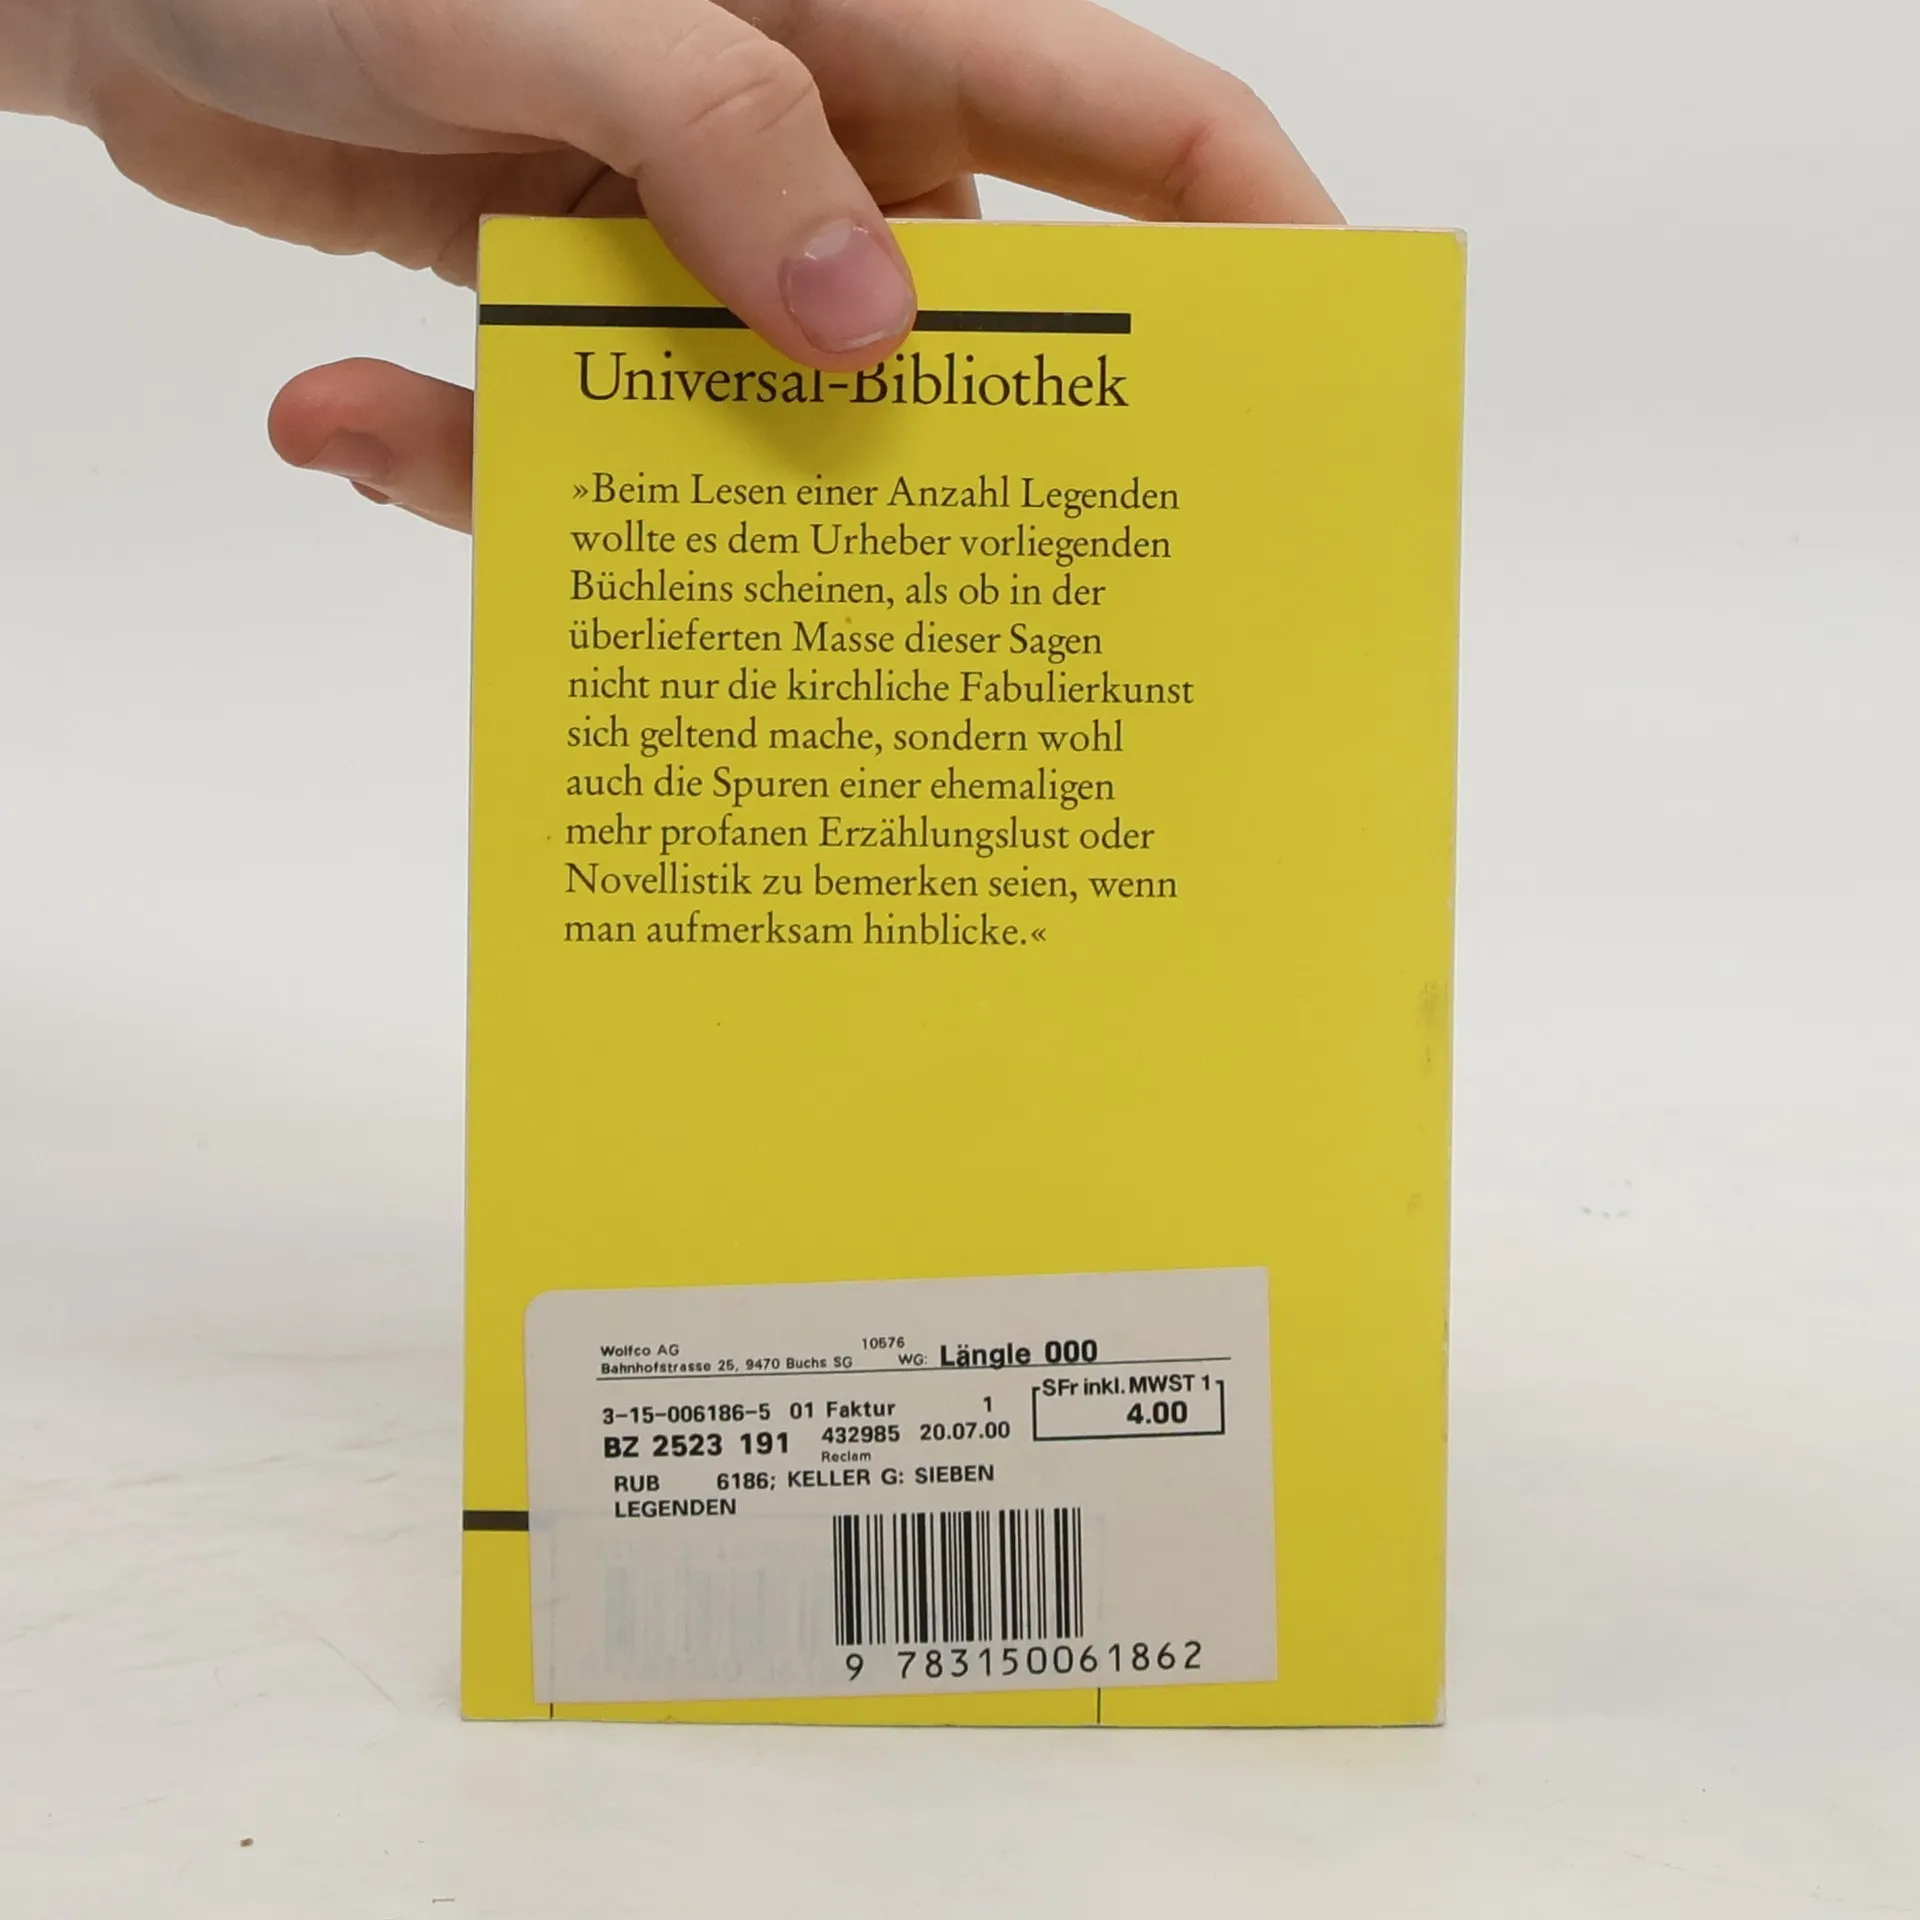 Universal-Bibliothek
»Beim Lesen einer Anzahl Legenden
wollte es dem Urheber vorliegenden
Büchleins scheinen, als ob in der
überlieferten Masse dieser Sagen
nicht nur die kirchliche Fabulierkunst
sich geltend mache, sondern wohl
auch die Spuren einer ehemaligen
mehr profanen Erzählungslust oder
Novellistik zu bemerken seien, wenn
man aufmerksam hinblicke.«
Wolfco AG
Bahnhofstrasse 25, 9470 Buchs SG 10576 WG: Längle 000
SFr inkl. MWST 1
4.00
3-15-006186-5 01 Faktur 1
BZ 2523 191 432985 20.07.00
Reclam
RUB 6186; KELLER G: SIEBEN
LEGENDEN
9 783150061862